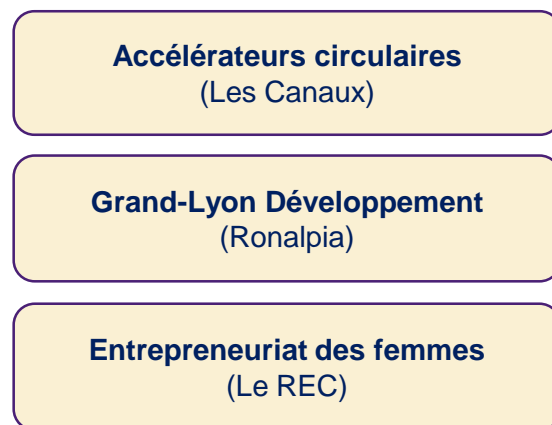 Accélérateurs circulaires
(Les Canaux)
Grand-Lyon Développement
(Ronalpia)
Entrepreneuriat des femmes
(Le REC)